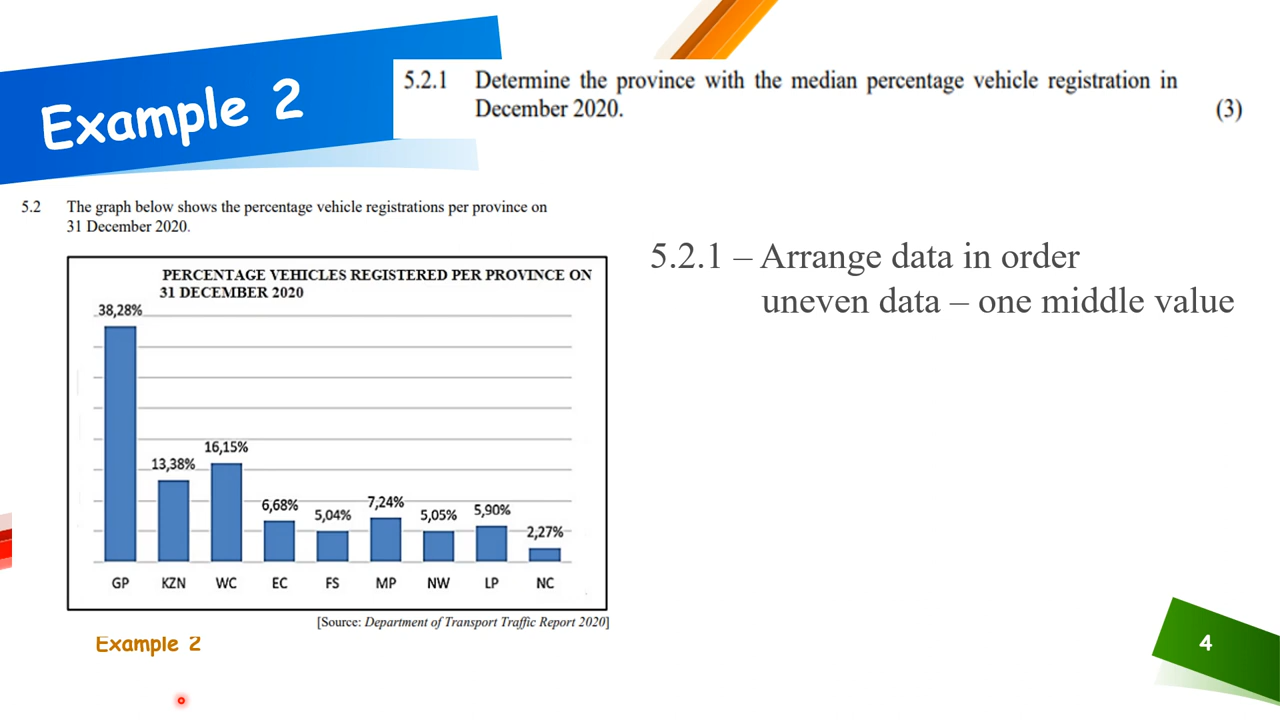 Example 2
5.2.1 Determine the province with the median percentage vehicle registration in
December 2020.
(3)
5.2 The graph below shows the percentage vehicle registrations per province on
31 December 2020.
PERCENTAGE VEHICLES REGISTERED PER PROVINCE ON
31 DECEMBER 2020
38,28%
13,38%
16,15%
6,68%
5,04%
7,24%
5,05%
5,90%
2,27%
GP KZN WC EC FS MP NW LP NC
[Source: Department of Transport Traffic Report 2020]
Example 2
5.2.1 – Arrange data in order
uneven data – one middle value
4